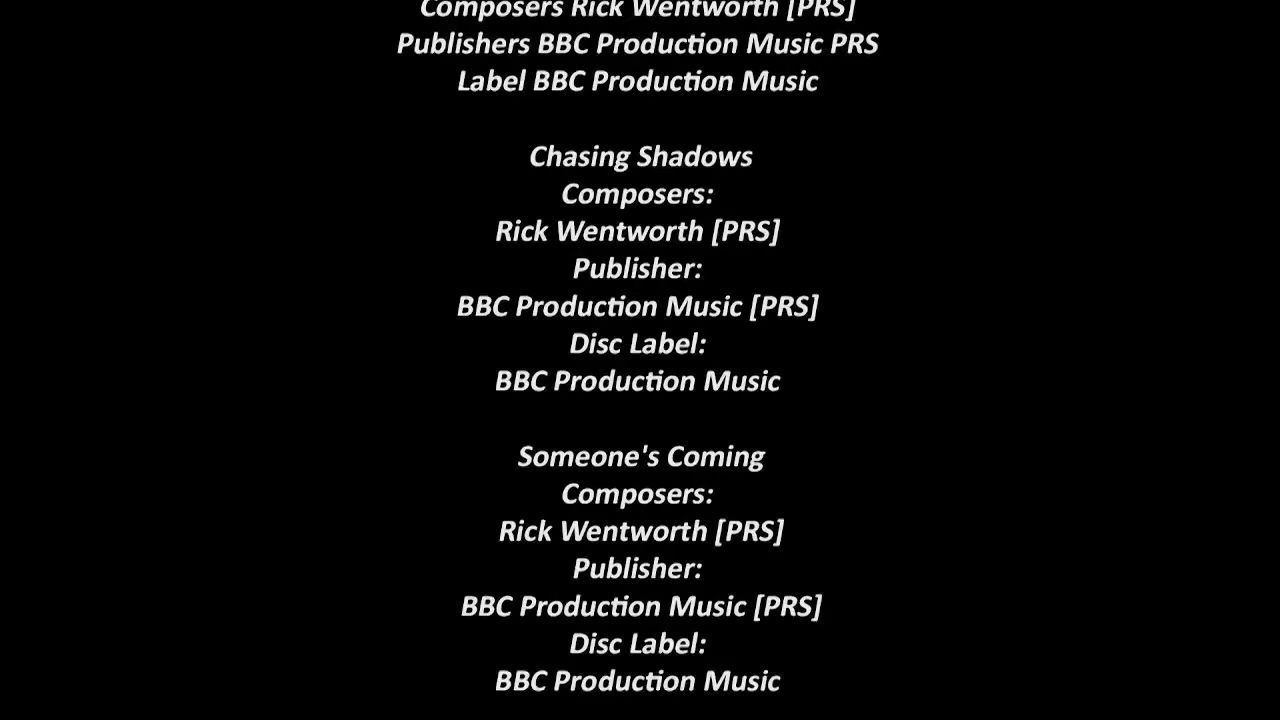 Composers Rick Wentworth [PRS]
Publishers BBC Production Music PRS
Label BBC Production Music
Chasing Shadows
Composers:
Rick Wentworth [PRS]
Publisher:
BBC Production Music [PRS]
Disc Label:
BBC Production Music
Someone's Coming
Composers:
Rick Wentworth [PRS]
Publisher:
BBC Production Music [PRS]
Disc Label:
BBC Production Music